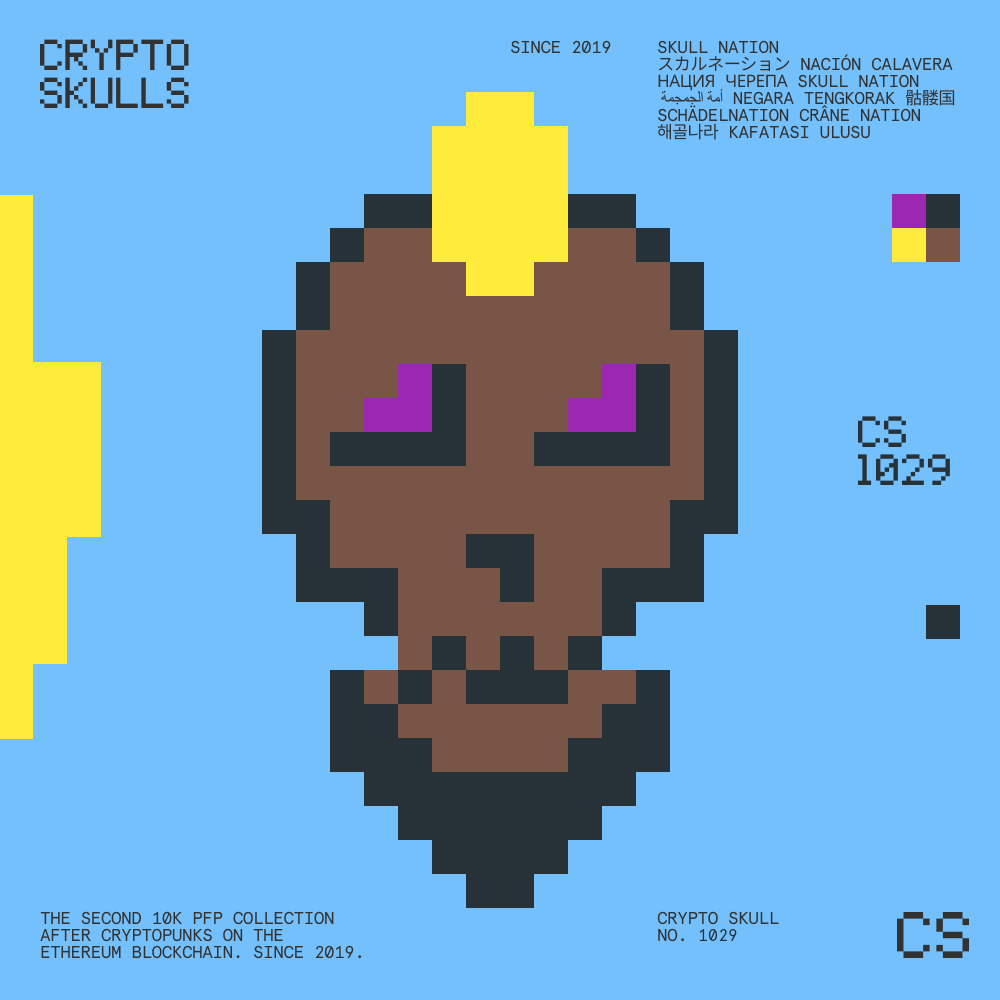 CRYPTO
SKULLS
SINCE 2019
SKULL NATION
スカルネーション NACIÓN CALAVERA
НАЦИЯ ЧЕРЕПА SKULL NATION
أمة الجمجمة NEGARA TENGKORAK 骷髅国
SCHÄDELNATION CRÂNE NATION
해골나라 KAFATASI ULUSU
CS
1029
THE SECOND 10K PFP COLLECTION
AFTER CRYPTOPUNKS ON THE
ETHEREUM BLOCKCHAIN. SINCE 2019.
CRYPTO SKULL
NO. 1029
CS